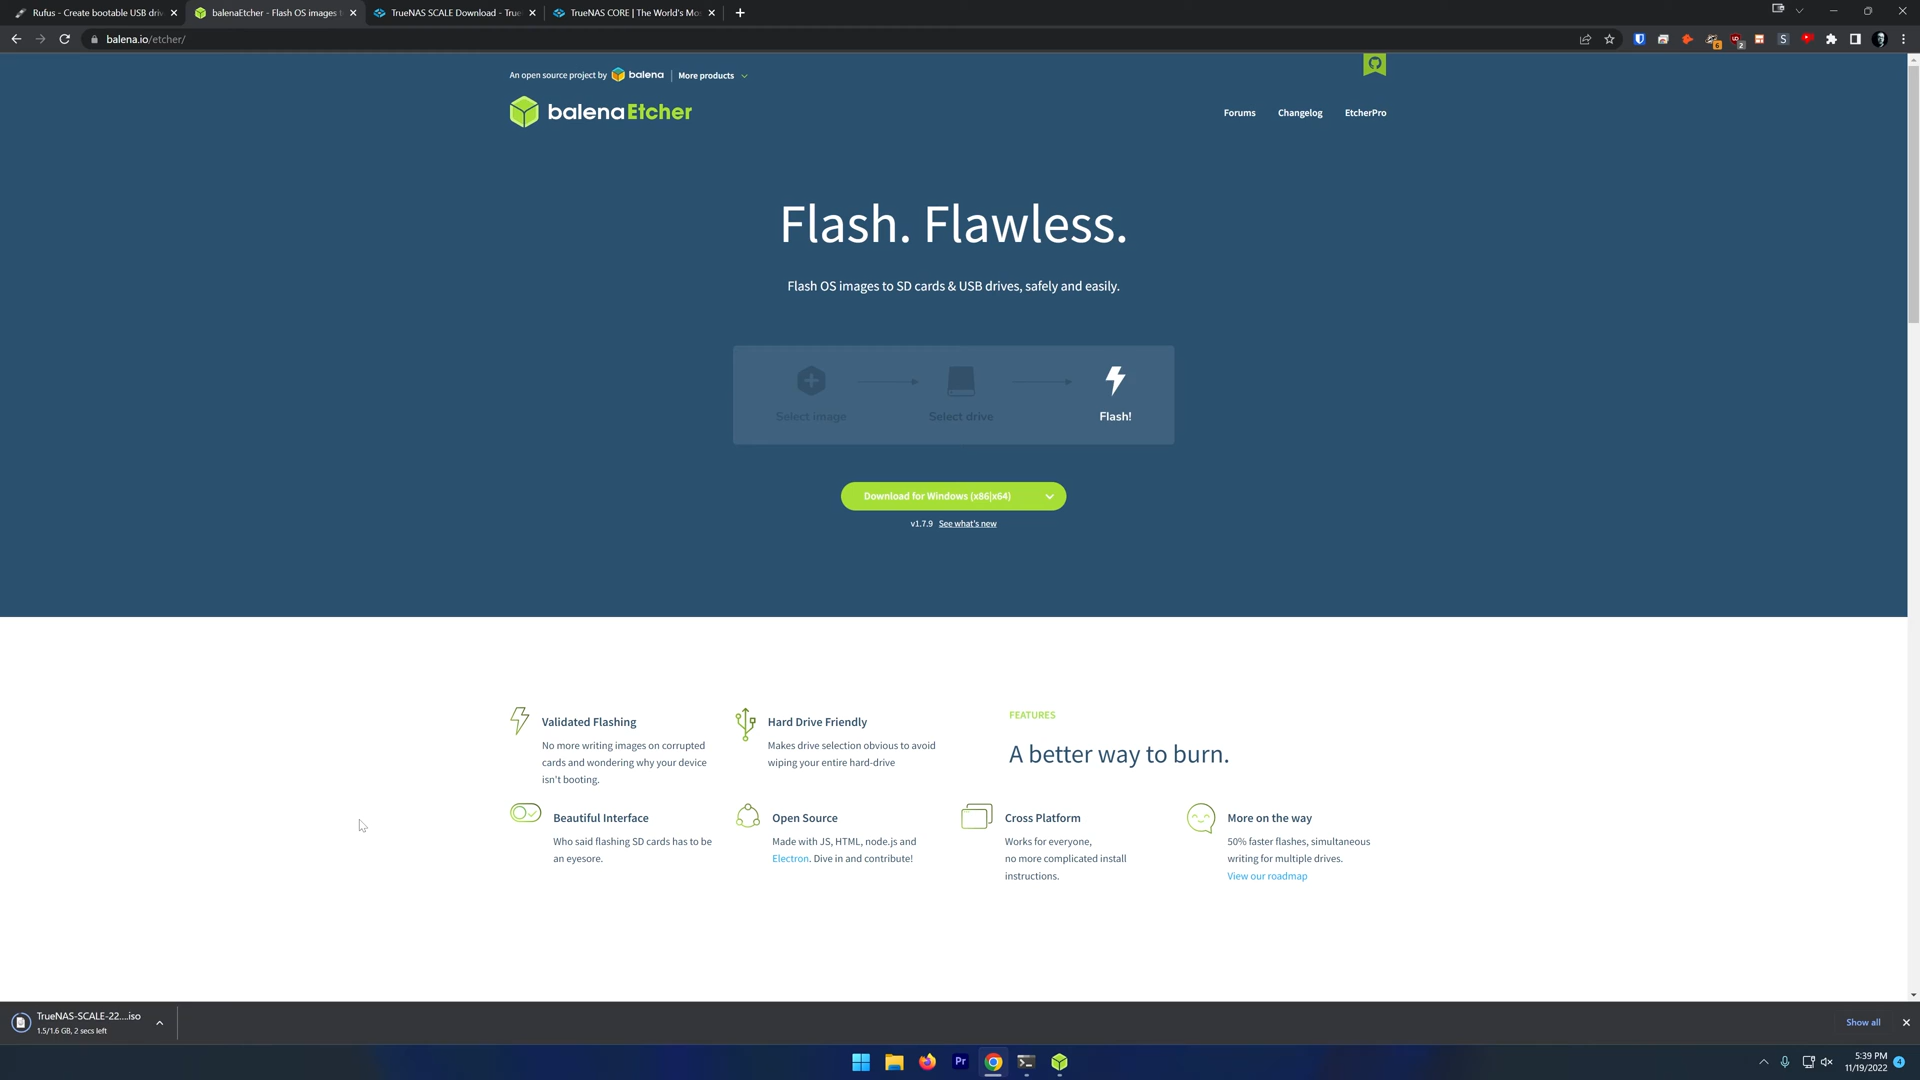 Rufus - Create bootable USB driv
balenaEtcher - Flash OS images t
TrueNAS SCALE Download - True
TrueNAS CORE | The World's Mo
balena.io/etcher/
6
2
S
An open source project by balena | More products
balenaEtcher
Forums
Changelog
EtcherPro
Flash. Flawless.
Flash OS images to SD cards & USB drives, safely and easily.
Select image
Select drive
Flash!
Download for Windows (x86|x64)
v1.7.9 See what's new
Validated Flashing
No more writing images on corrupted
cards and wondering why your device
isn't booting.
Hard Drive Friendly
Makes drive selection obvious to avoid
wiping your entire hard-drive
FEATURES
A better way to burn.
Beautiful Interface
Who said flashing SD cards has to be
an eyesore.
Open Source
Made with JS, HTML, node.js and
Electron. Dive in and contribute!
Cross Platform
Works for everyone,
no more complicated install
instructions.
More on the way
50% faster flashes, simultaneous
writing for multiple drives.
View our roadmap
TrueNAS-SCALE-22....iso
1.5/1.6 GB, 2 secs left
Show all
Pr
5:39 PM
11/19/2022
4